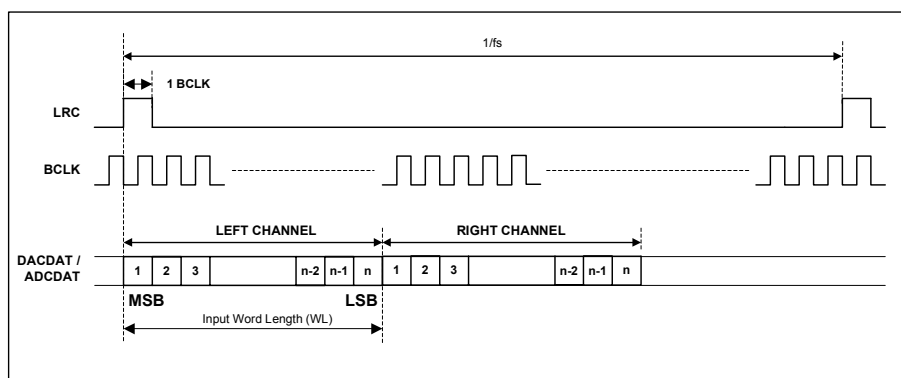 1/fs
1 BCLK
LRC
BCLK
LEFT CHANNEL RIGHT CHANNEL
DACDAT /
ADCDAT
1 2 3 n-2 n-1 n 1 2 3 n-2 n-1 n
MSB LSB
Input Word Length (WL)